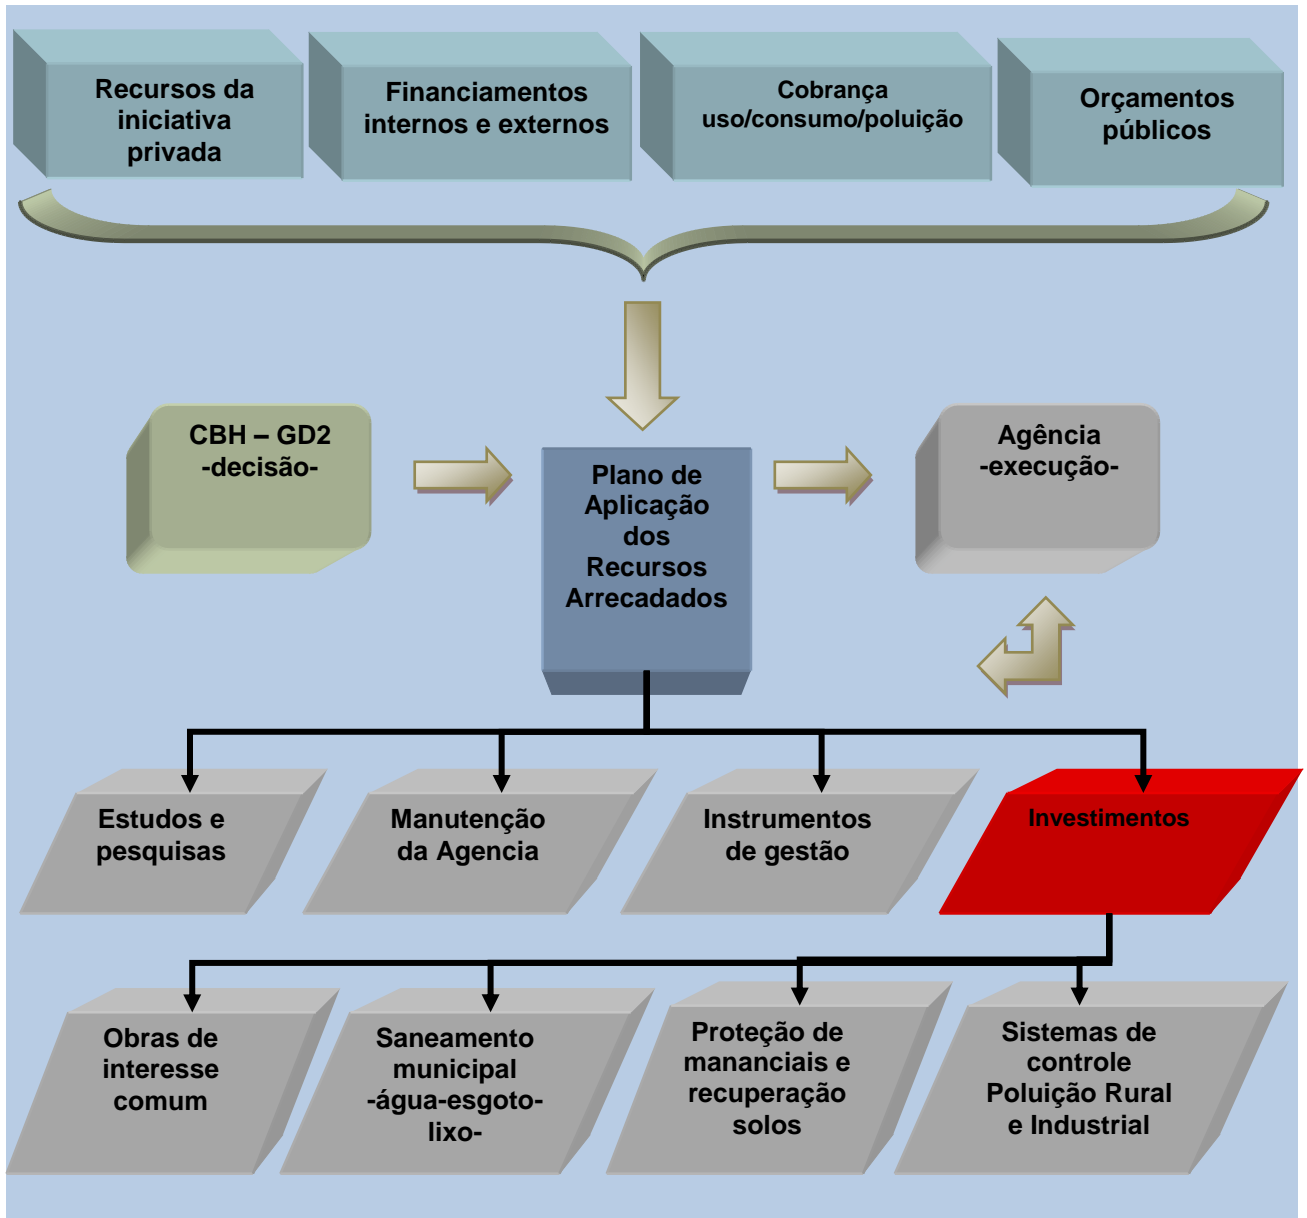 Recursos da
iniciativa
privada
Financiamentos
internos e externos
Cobrança
uso/consumo/poluição
Orçamentos
públicos
CBH – GD2
-decisão-
Plano de
Aplicação
dos
Recursos
Arrecadados
Agência
-execução-
Estudos e
pesquisas
Manutenção
da Agencia
Instrumentos
de gestão
Investimentos
Obras de
interesse
comum
Saneamento
municipal
-água-esgoto-
lixo-
Proteção de
mananciais e
recuperação
solos
Sistemas de
controle
Poluição Rural
e Industrial